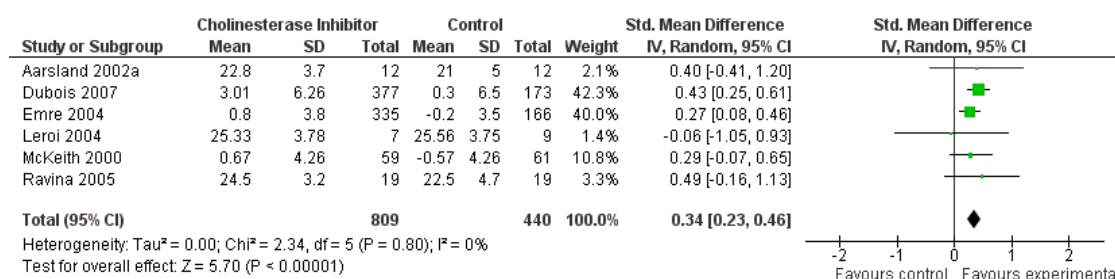 Cholinesterase Inhibitor Control Std. Mean Difference Std. Mean Difference
Study or Subgroup Mean SD Total Mean SD Total Weight IV, Random, 95% CI IV, Random, 95% CI
Aarsland 2002a 22.8 3.7 12 21 5 12 2.1% 0.40 [-0.41, 1.20]
Dubois 2007 3.01 6.26 377 0.3 6.5 173 42.3% 0.43 [0.25, 0.61]
Emre 2004 0.8 3.8 335 -0.2 3.5 166 40.0% 0.27 [0.08, 0.46]
Leroi 2004 25.33 3.78 7 25.56 3.75 9 1.4% -0.06 [-1.05, 0.93]
McKeith 2000 0.67 4.26 59 -0.57 4.26 61 10.8% 0.29 [-0.07, 0.65]
Ravina 2005 24.5 3.2 19 22.5 4.7 19 3.3% 0.49 [-0.16, 1.13]
Total (95% CI) 809 440 100.0% 0.34 [0.23, 0.46]
Heterogeneity: Tau² = 0.00; Chi² = 2.34, df = 5 (P = 0.80); I² = 0%
Test for overall effect: Z = 5.70 (P < 0.00001)
-2 -1 0 1 2
Favours control Favours experimenta